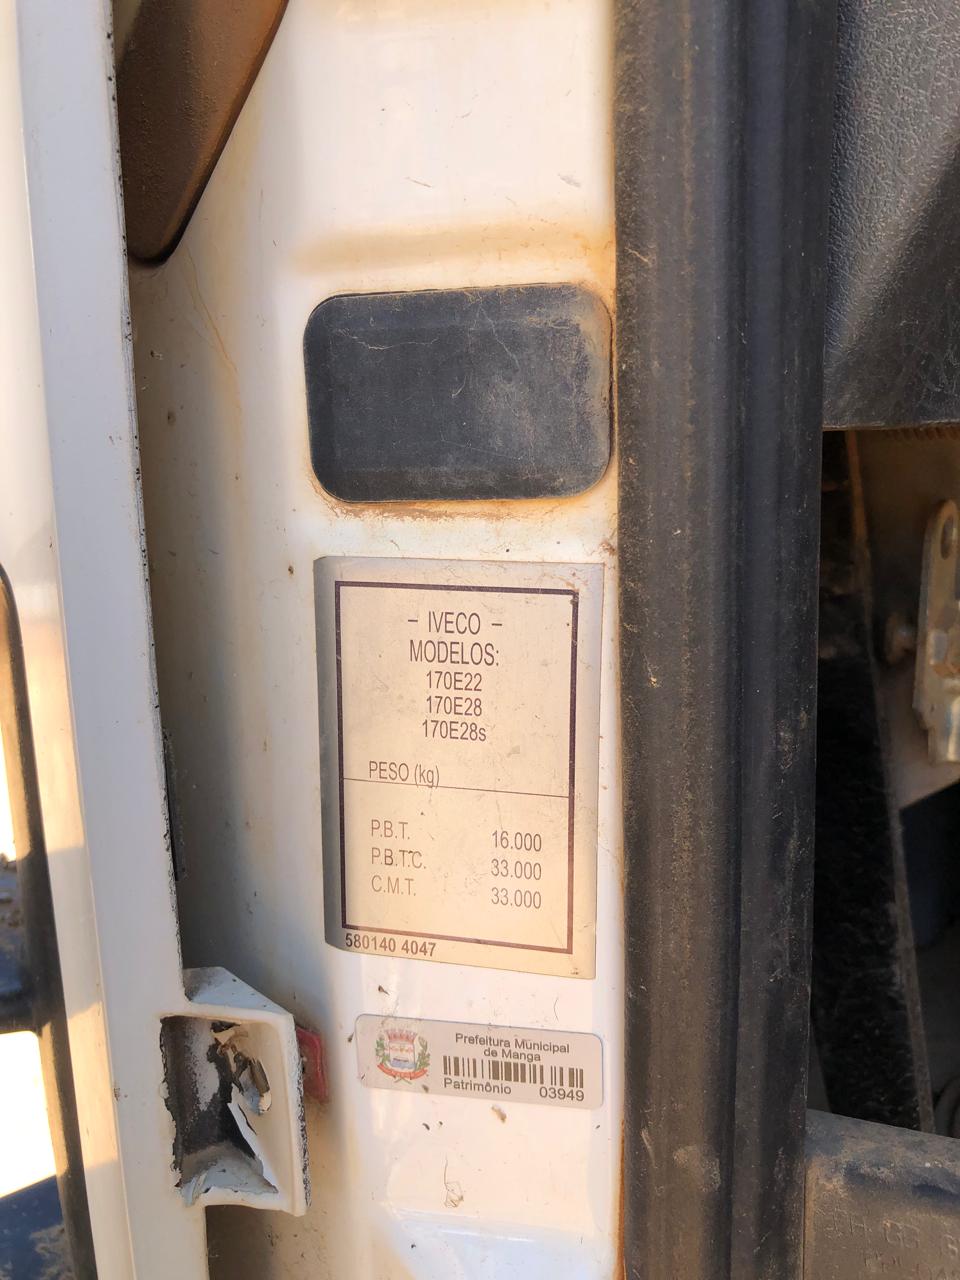 - IVECO -
MODELOS:
170E22
170E28
170E28s
PESO (kg)
P.B.T. 16.000
P.B.T.C. 33.000
C.M.T. 33.000
580140 4047
Prefeitura Municipal
de Manga
Patrimônio 03949